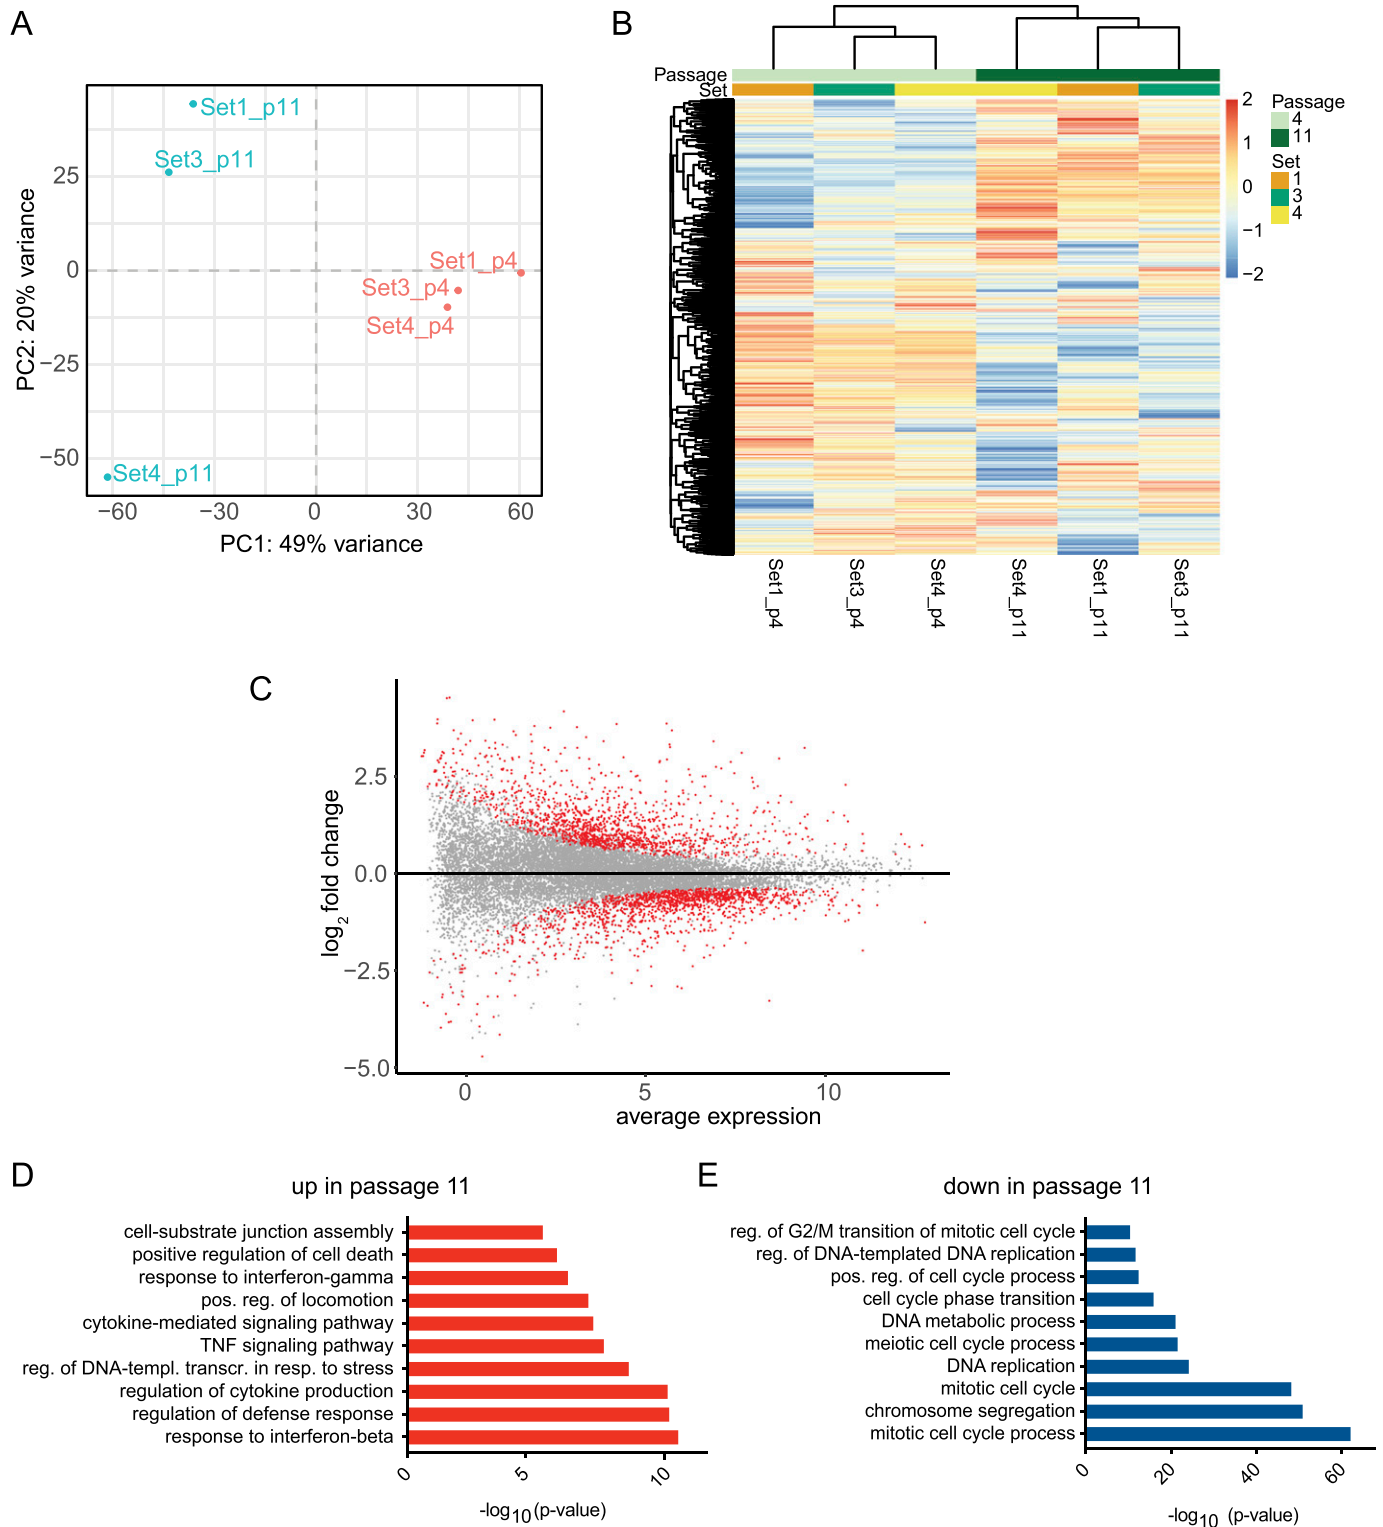 A
Set1_p11
Set3_p11
Set1_p4
Set3_p4
Set4_p4
Set4_p11
25
0
−25
−50
PC2: 20% variance
−60
−30
0
30
60
PC1: 49% variance
B
Passage
Set
2
1
0
−1
−2
Passage
4
11
Set
1
3
4
Set1_p4
Set3_p4
Set4_p4
Set4_p11
Set1_p11
Set3_p11
C
2.5
0.0
−2.5
−5.0
log2 fold change
0
5
10
average expression
D
up in passage 11
cell-substrate junction assembly
positive regulation of cell death
response to interferon-gamma
pos. reg. of locomotion
cytokine-mediated signaling pathway
TNF signaling pathway
reg. of DNA-templ. transcr. in resp. to stress
regulation of cytokine production
regulation of defense response
response to interferon-beta
0
5
10
-log10 (p-value)
E
down in passage 11
reg. of G2/M transition of mitotic cell cycle
reg. of DNA-templated DNA replication
pos. reg. of cell cycle process
cell cycle phase transition
DNA metabolic process
meiotic cell cycle process
DNA replication
mitotic cell cycle
chromosome segregation
mitotic cell cycle process
0
20
40
60
-log10 (p-value)